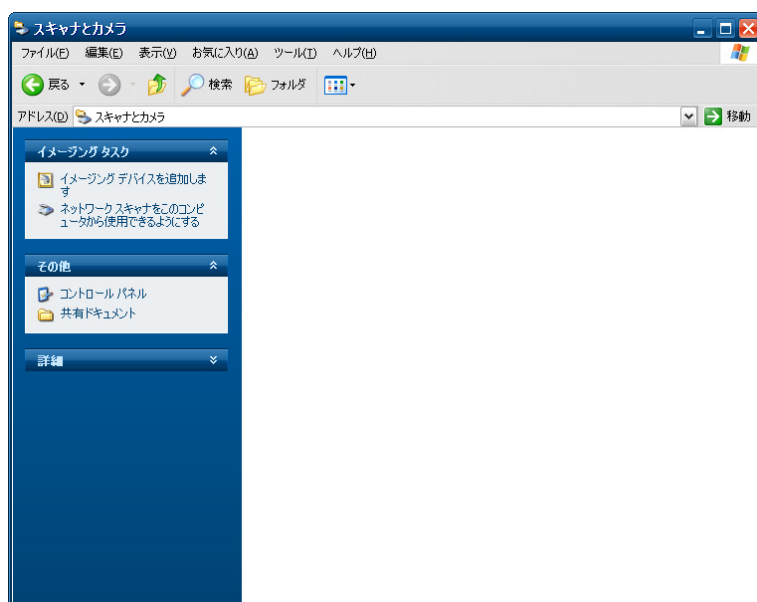 スキャナとカメラ
ファイル(F) 編集(E) 表示(V) お気に入り(A) ツール(T) ヘルプ(H)
戻る 検索 フォルダ
アドレス(D) スキャナとカメラ 移動
イメージング タスク
イメージング デバイスを追加しま
す
ネットワーク スキャナをこのコンピ
ュータから使用できるようにする
その他
コントロール パネル
共有ドキュメント
詳細